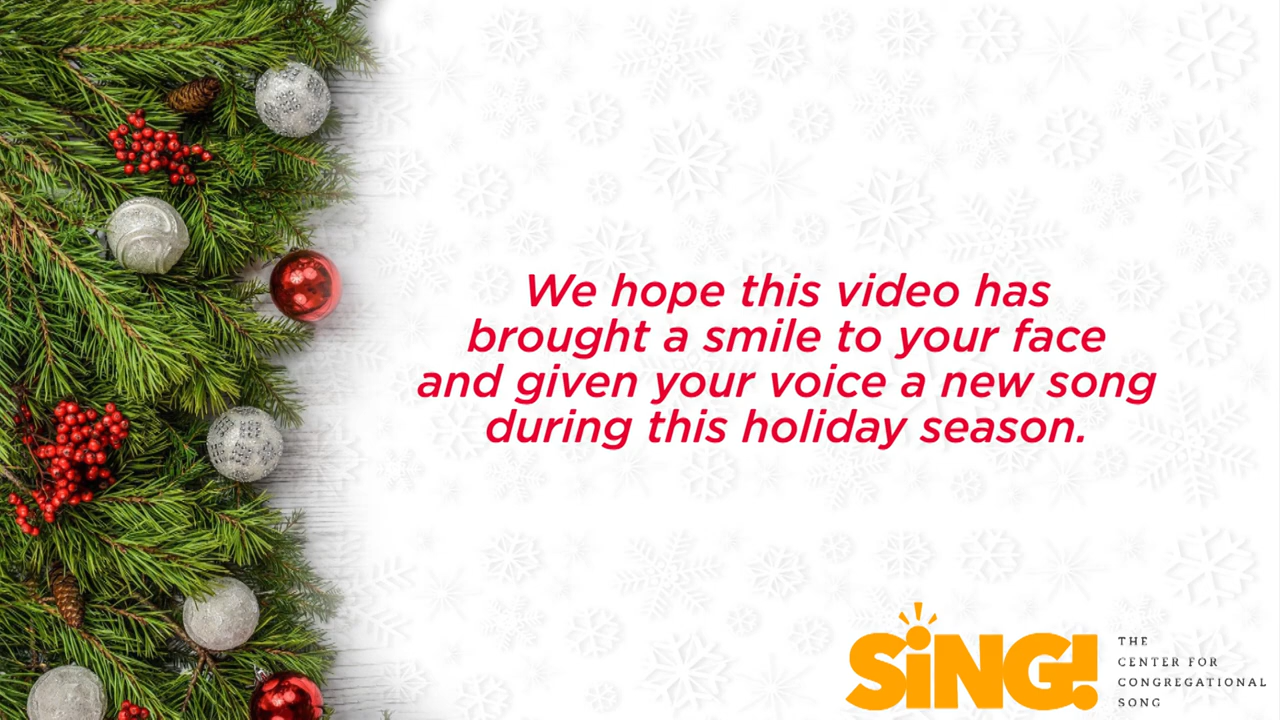 We hope this video has
brought a smile to your face
and given your voice a new song
during this holiday season.
SiNG!
THE
CENTER FOR
CONGREGATIONAL
SONG